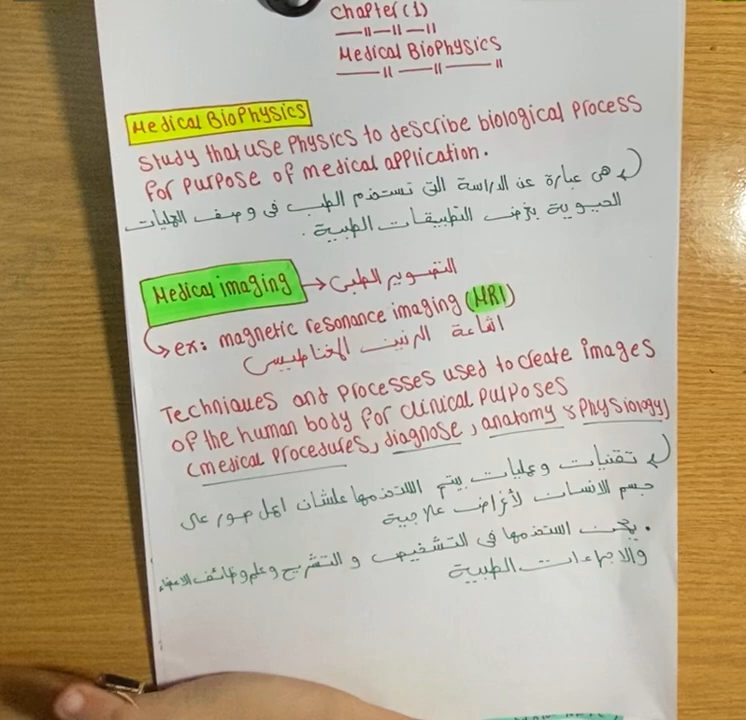 Chapter (1)
Medical BioPhysics
Medical BioPhysics
Study that use Physics to describe biological Process
for purpose of medical application.
هى عبارة عن الدراسة التى تستخدم الطب فى وصف العمليات
الحيوية بغرض التطبيقات الطبية.
Medical imaging → التصوير الطبى
ex: magnetic resonance imaging (MRI)
اشاعة الرنين المغناطيسى
Techniques and Processes used to create images
of the human body for clinical purposes
(medical Procedures, diagnose, anatomy & Physiology)
تقنيات وعمليات يتم استخدمها علشان اعمل صور على
جسم الانسان لأغراض علاجية
. يمكن استخدمها فى التشخيص و التشريح وعلم وظائف الاعضاء
والاجراءات الطبية